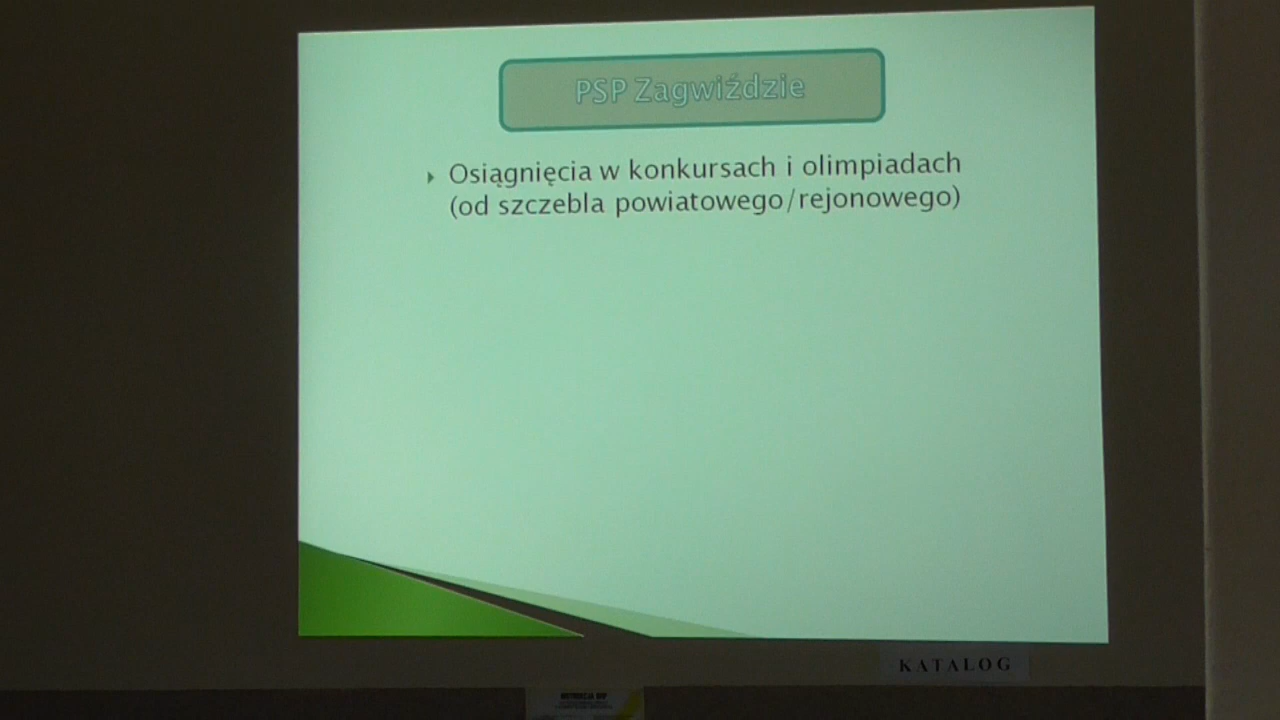 PSP Zagwiździe
Osiągnięcia w konkursach i olimpiadach
(od szczebla powiatowego/rejonowego)
KATALOG